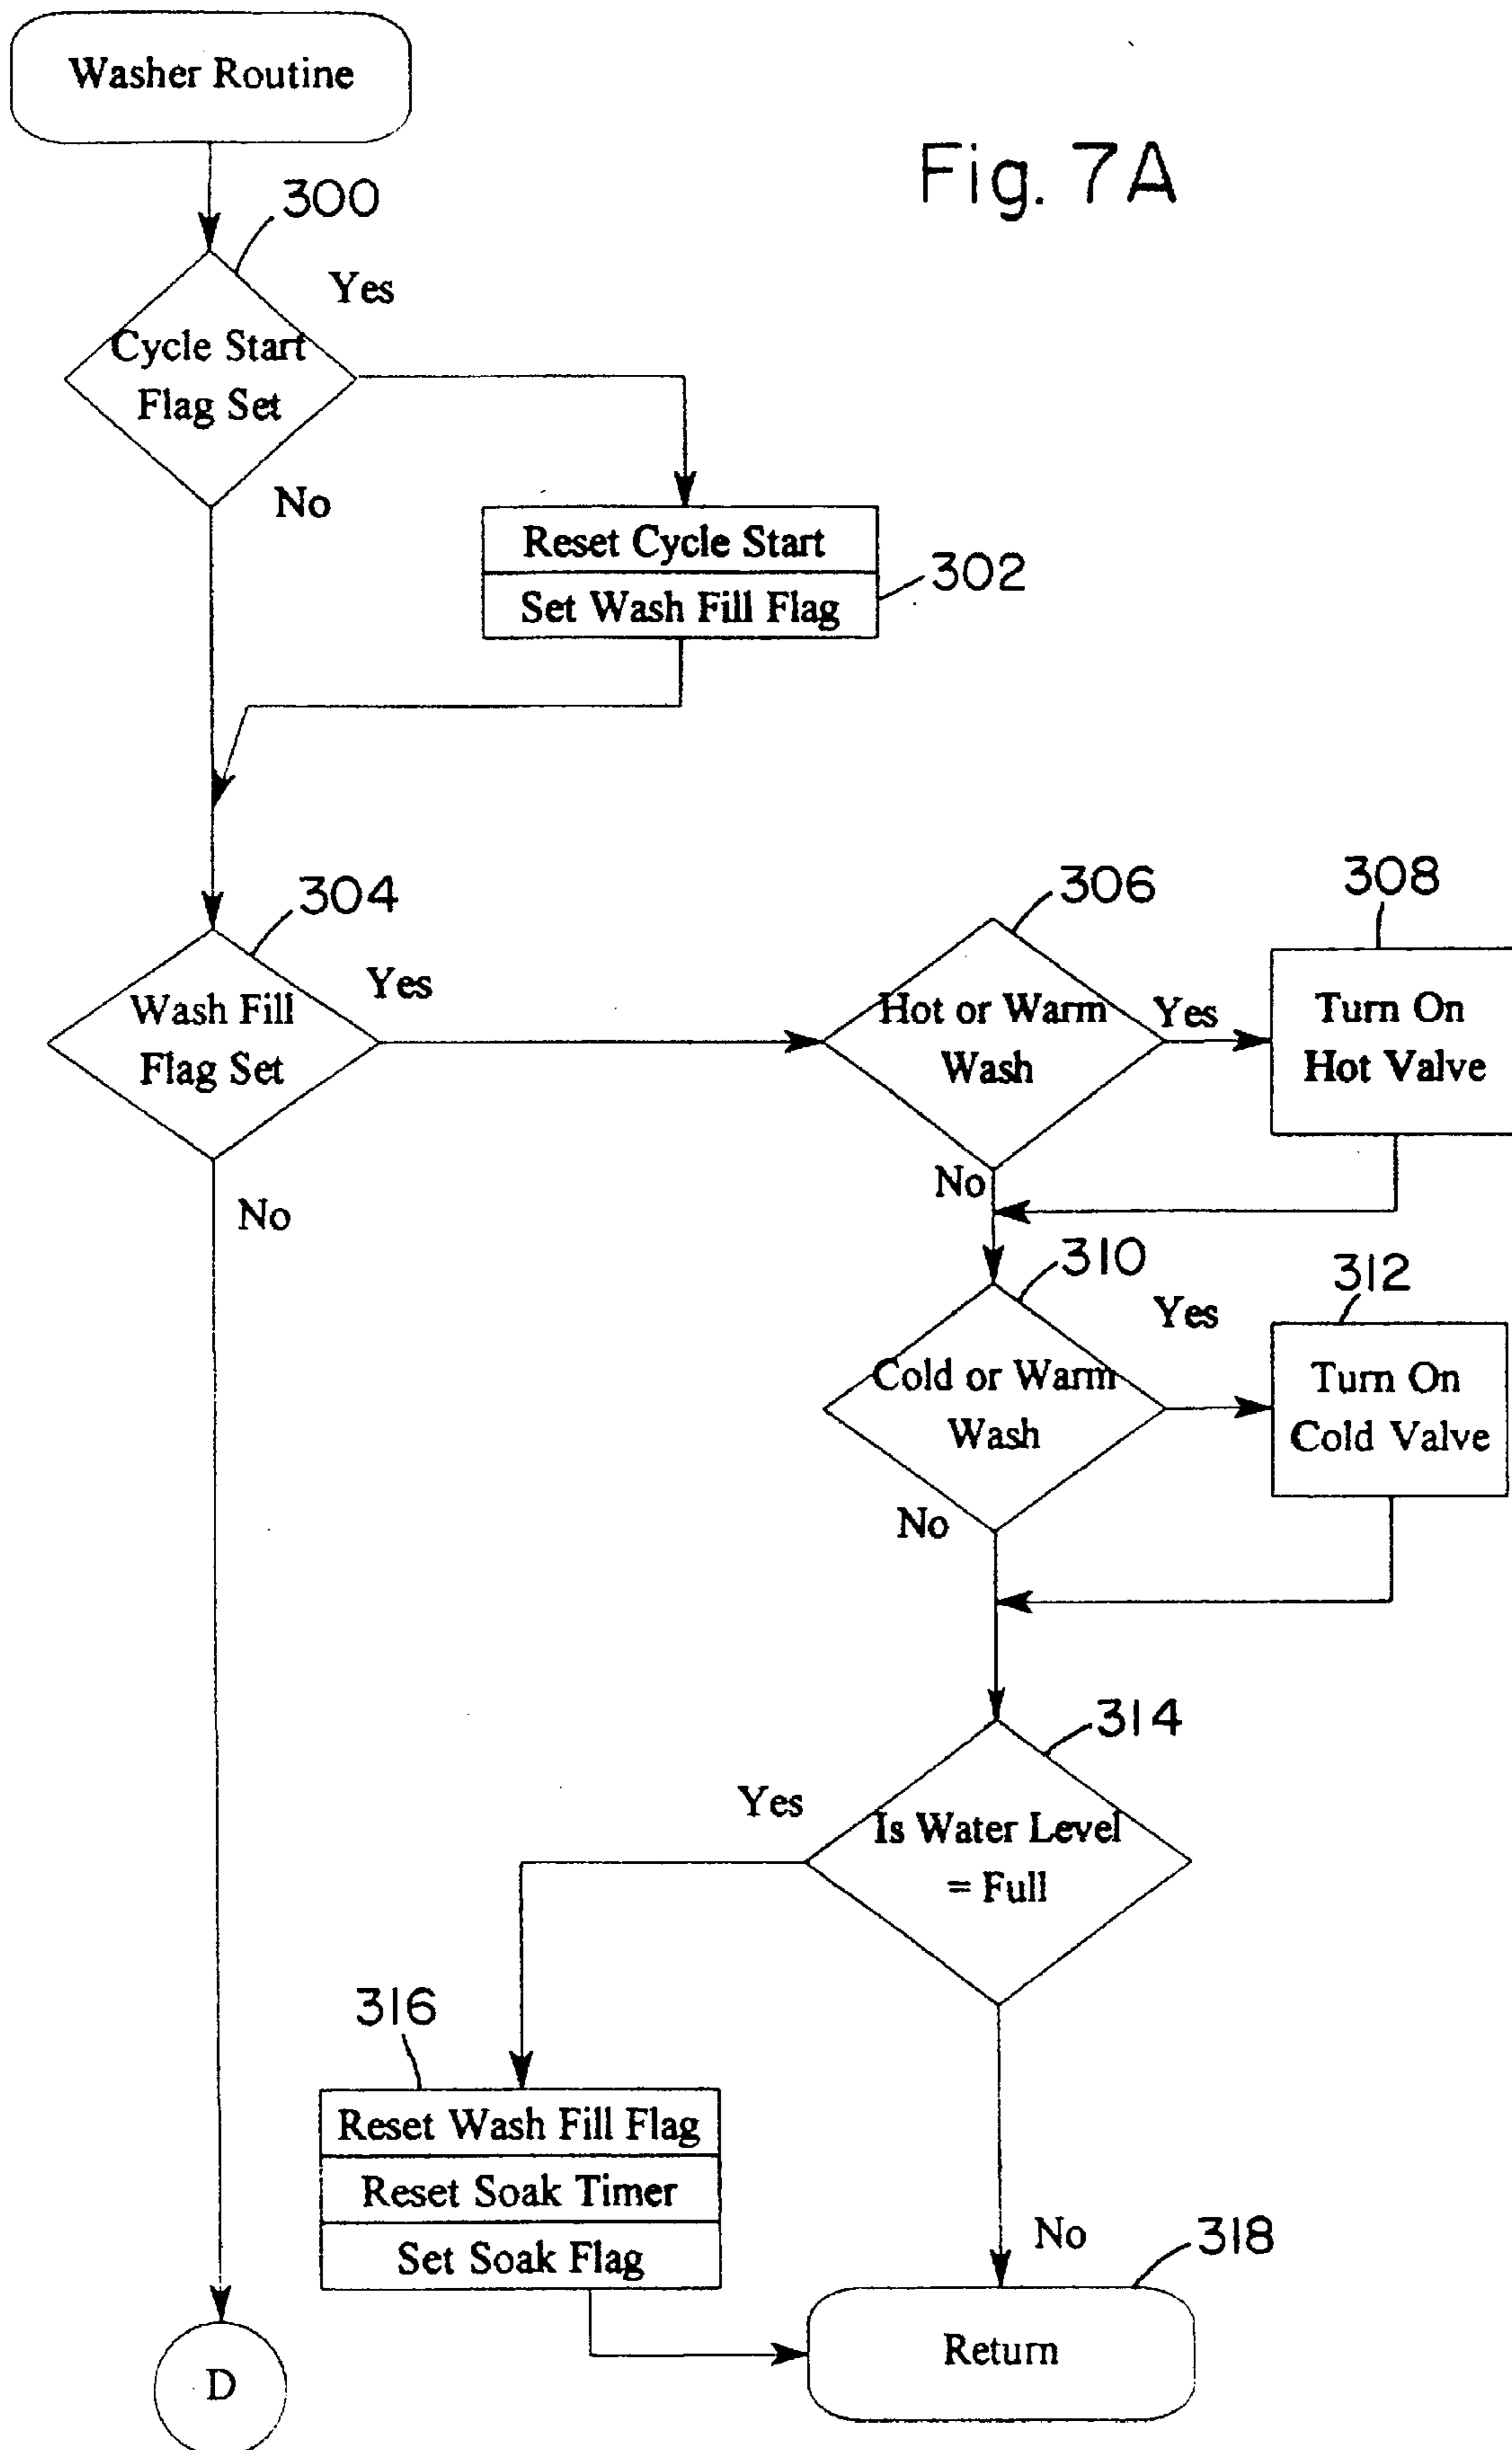 Washer Routine
Fig. 7A
300
Yes
Cycle Start
Flag Set
No
Reset Cycle Start
302
Set Wash Fill Flag
304
306
308
Yes
Wash Fill
Flag Set
Hot or Warm
Wash
Yes
Turn On
Hot Valve
No
No
310
312
Yes
Cold or Warm
Wash
Turn On
Cold Valve
No
314
Yes
Is Water Level
= Full
316
Reset Wash Fill Flag
Reset Soak Timer
Set Soak Flag
No
318
Return
D